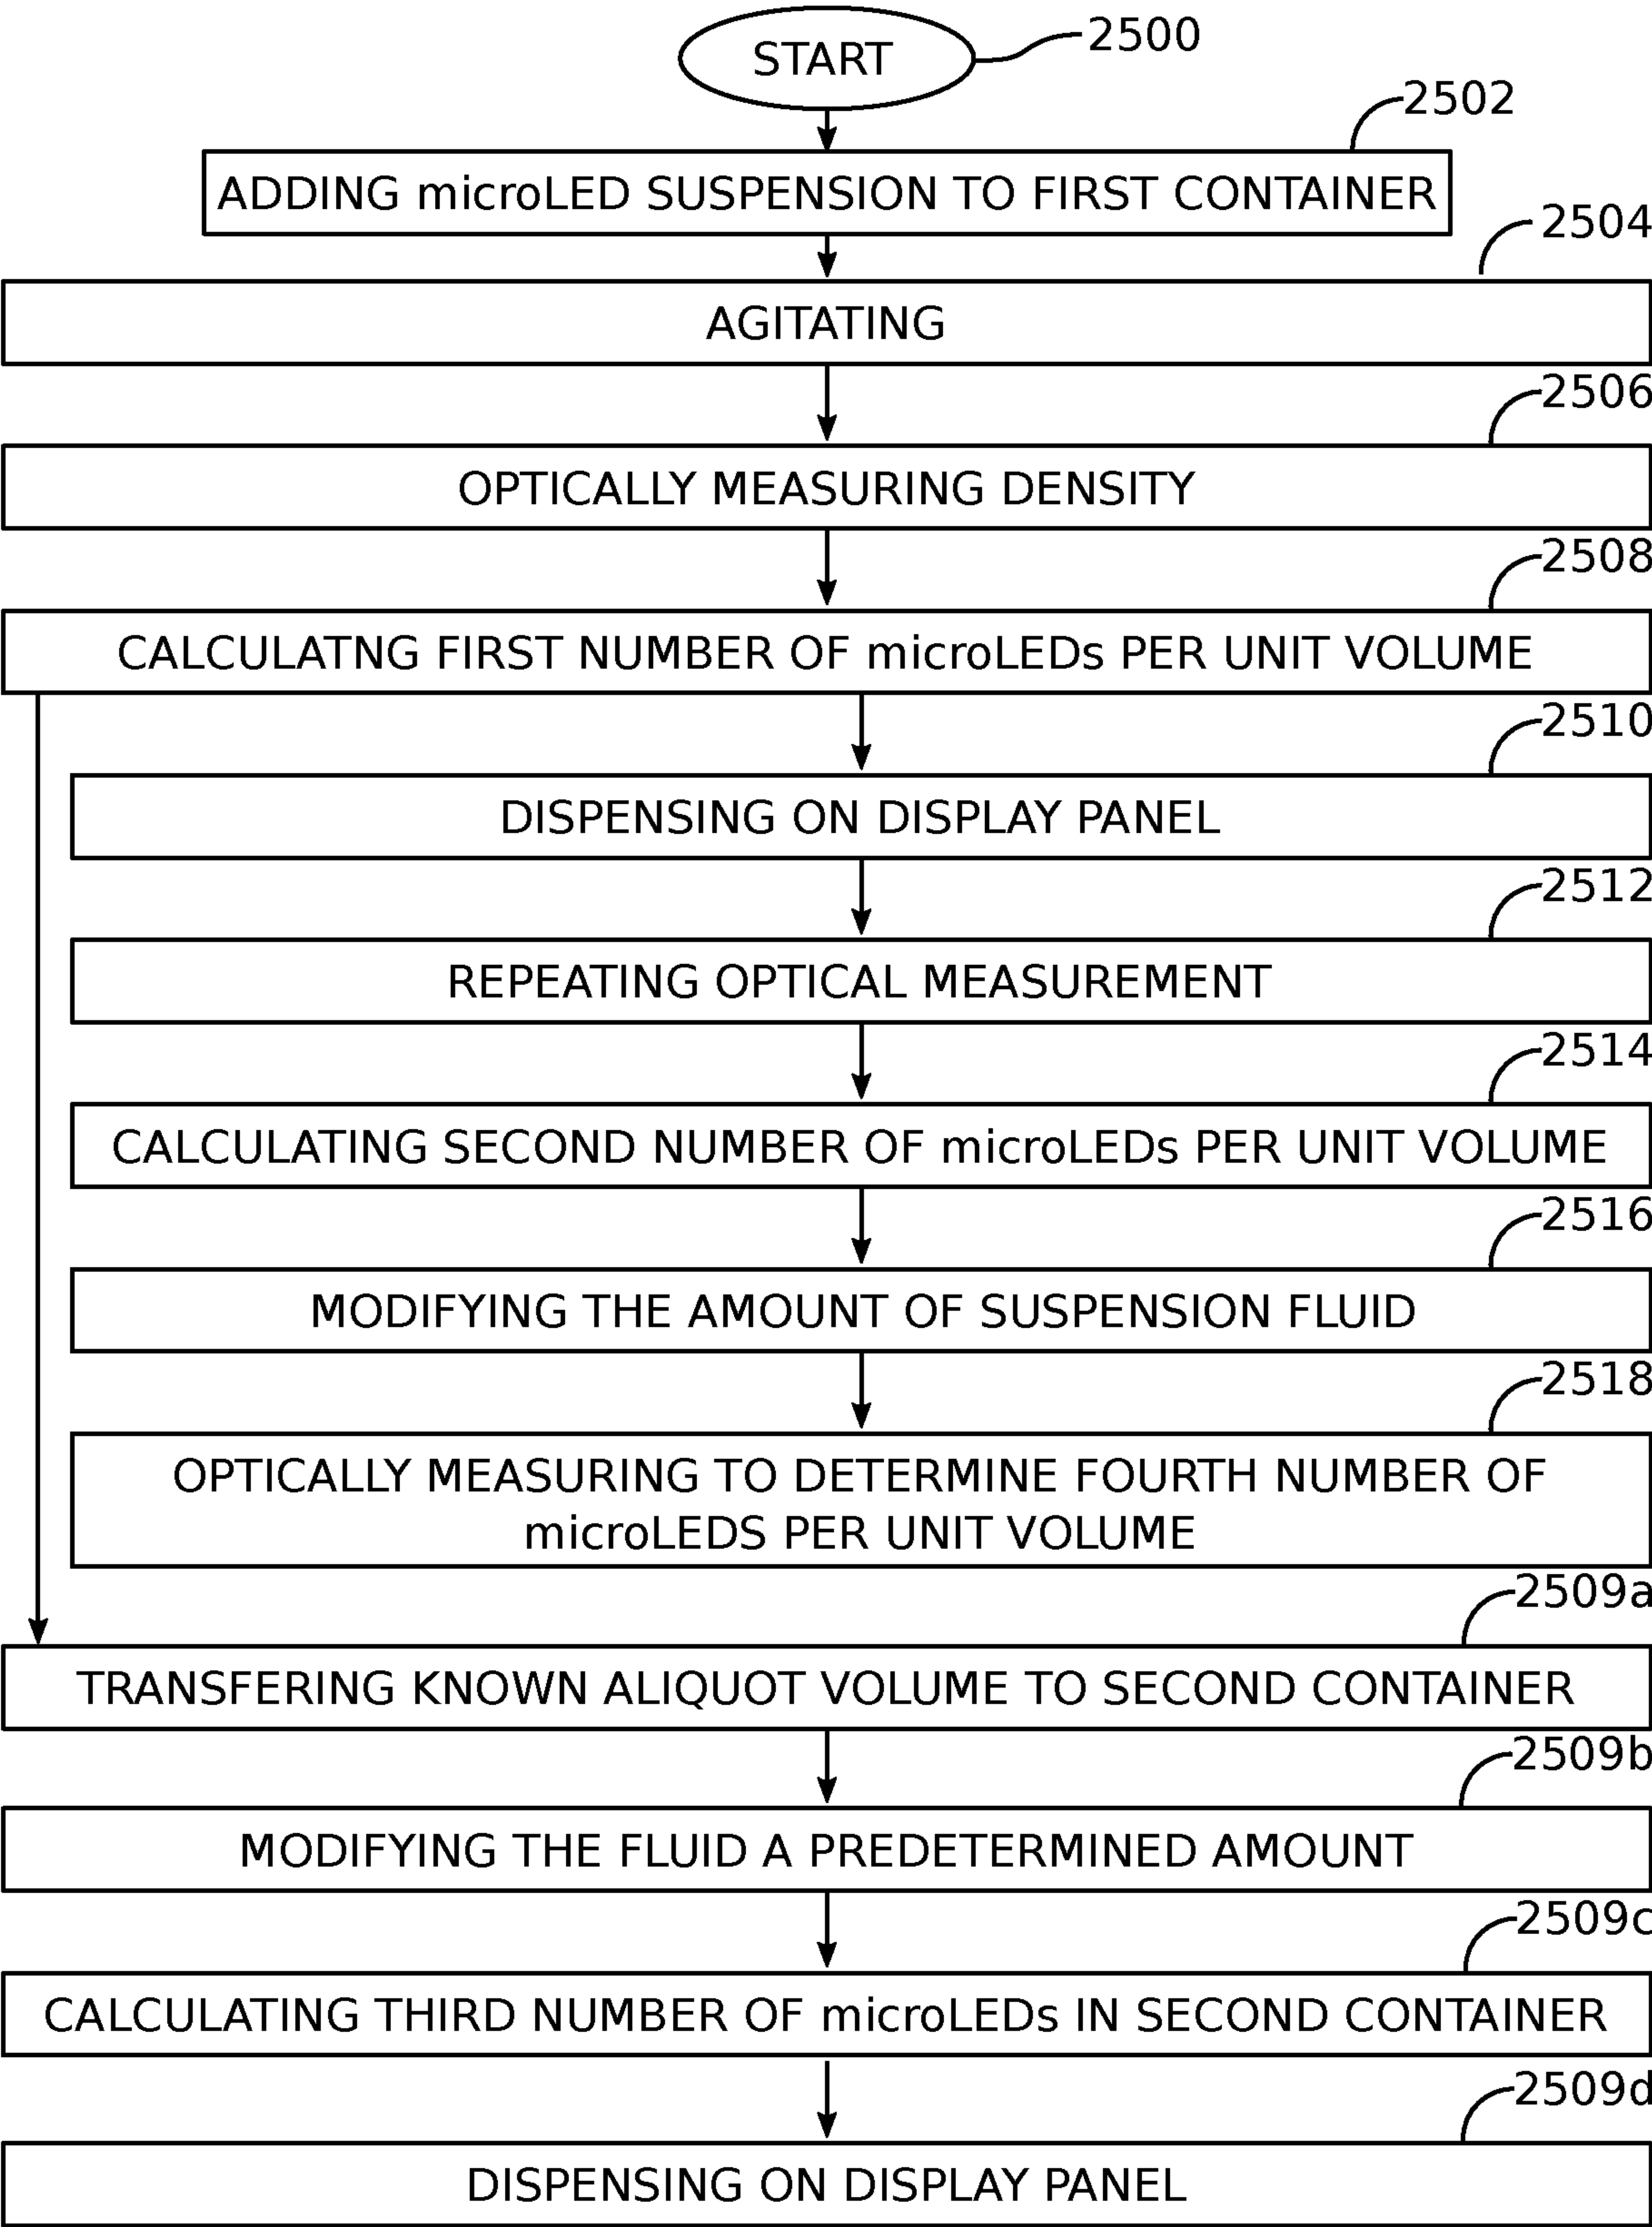 START
2500
2502
ADDING microLED SUSPENSION TO FIRST CONTAINER
2504
AGITATING
2506
OPTICALLY MEASURING DENSITY
2508
CALCULATNG FIRST NUMBER OF microLEDs PER UNIT VOLUME
2510
DISPENSING ON DISPLAY PANEL
2512
REPEATING OPTICAL MEASUREMENT
2514
CALCULATING SECOND NUMBER OF microLEDs PER UNIT VOLUME
2516
MODIFYING THE AMOUNT OF SUSPENSION FLUID
2518
OPTICALLY MEASURING TO DETERMINE FOURTH NUMBER OF
microLEDS PER UNIT VOLUME
2509a
TRANSFERING KNOWN ALIQUOT VOLUME TO SECOND CONTAINER
2509b
MODIFYING THE FLUID A PREDETERMINED AMOUNT
2509c
CALCULATING THIRD NUMBER OF microLEDs IN SECOND CONTAINER
2509d
DISPENSING ON DISPLAY PANEL